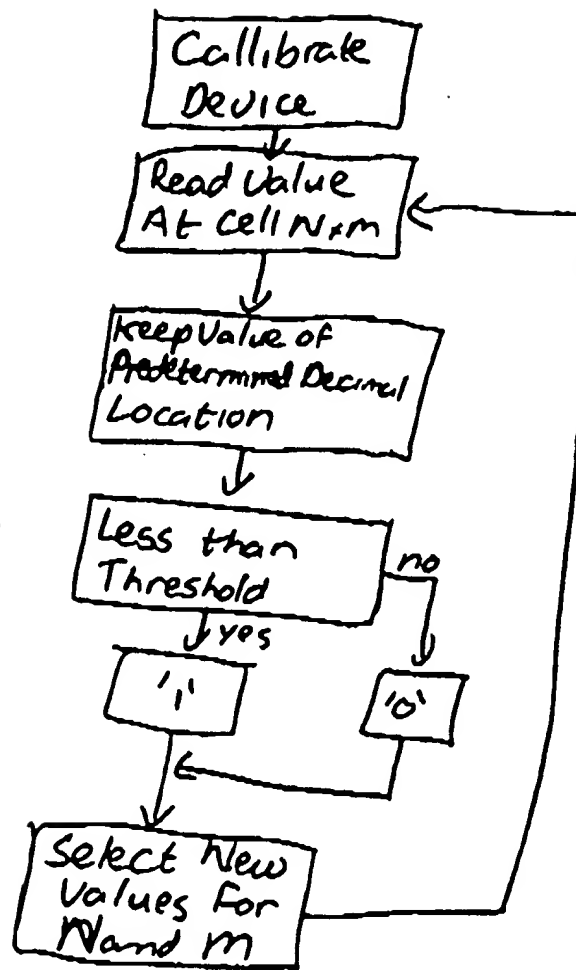 Callibrate
Device
Read Value
At Cell N×m
Keep Value of
Predetermined Decimal
Location
Less than
Threshold
no
yes
'1'
'0'
Select New
Values For
N and M